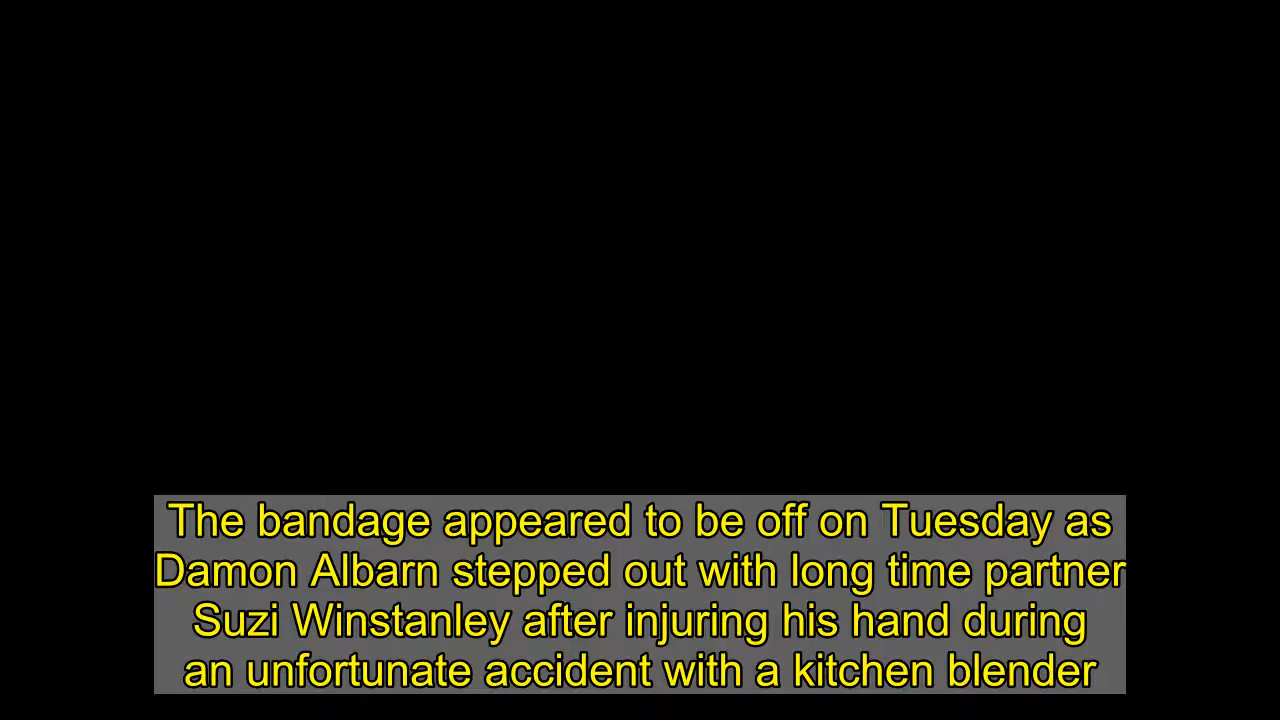 The bandage appeared to be off on Tuesday as
Damon Albarn stepped out with long time partner
Suzi Winstanley after injuring his hand during
an unfortunate accident with a kitchen blender